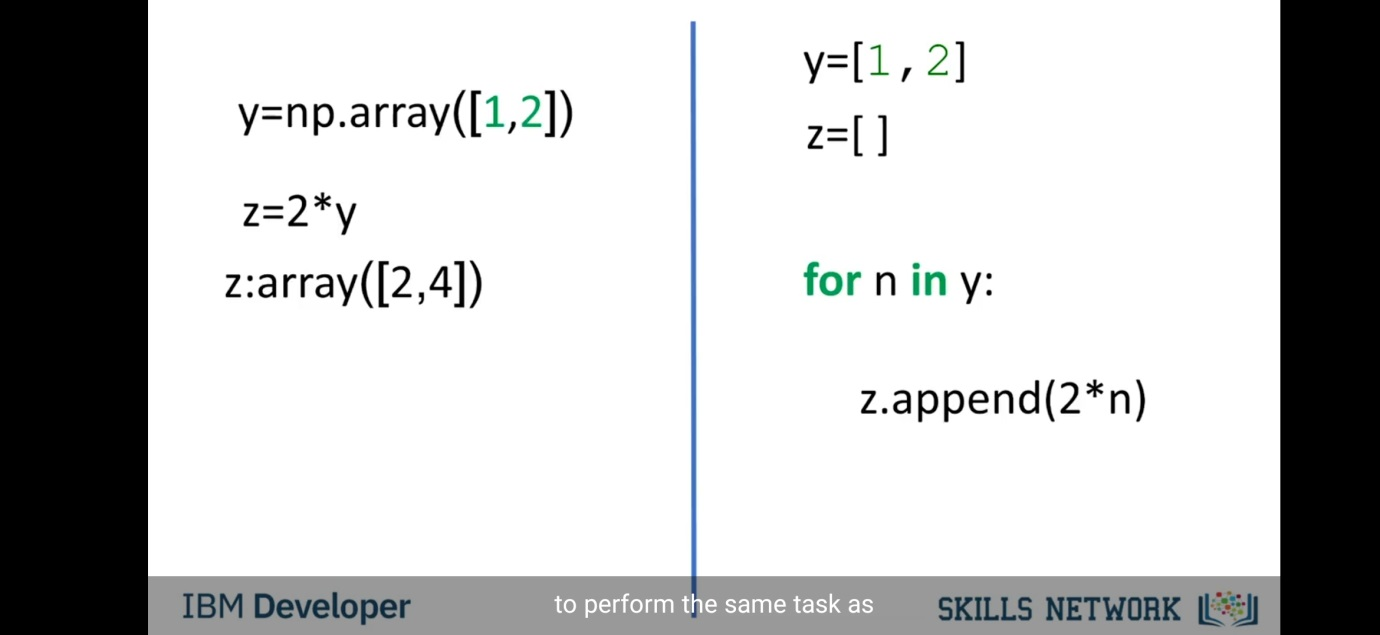 y=np.array([1,2])
z=2*y
z:array([2,4])
y=[1, 2]
z=[ ]
for n in y:
z.append(2*n)
IBM Developer
to perform the same task as
SKILLS NETWORK